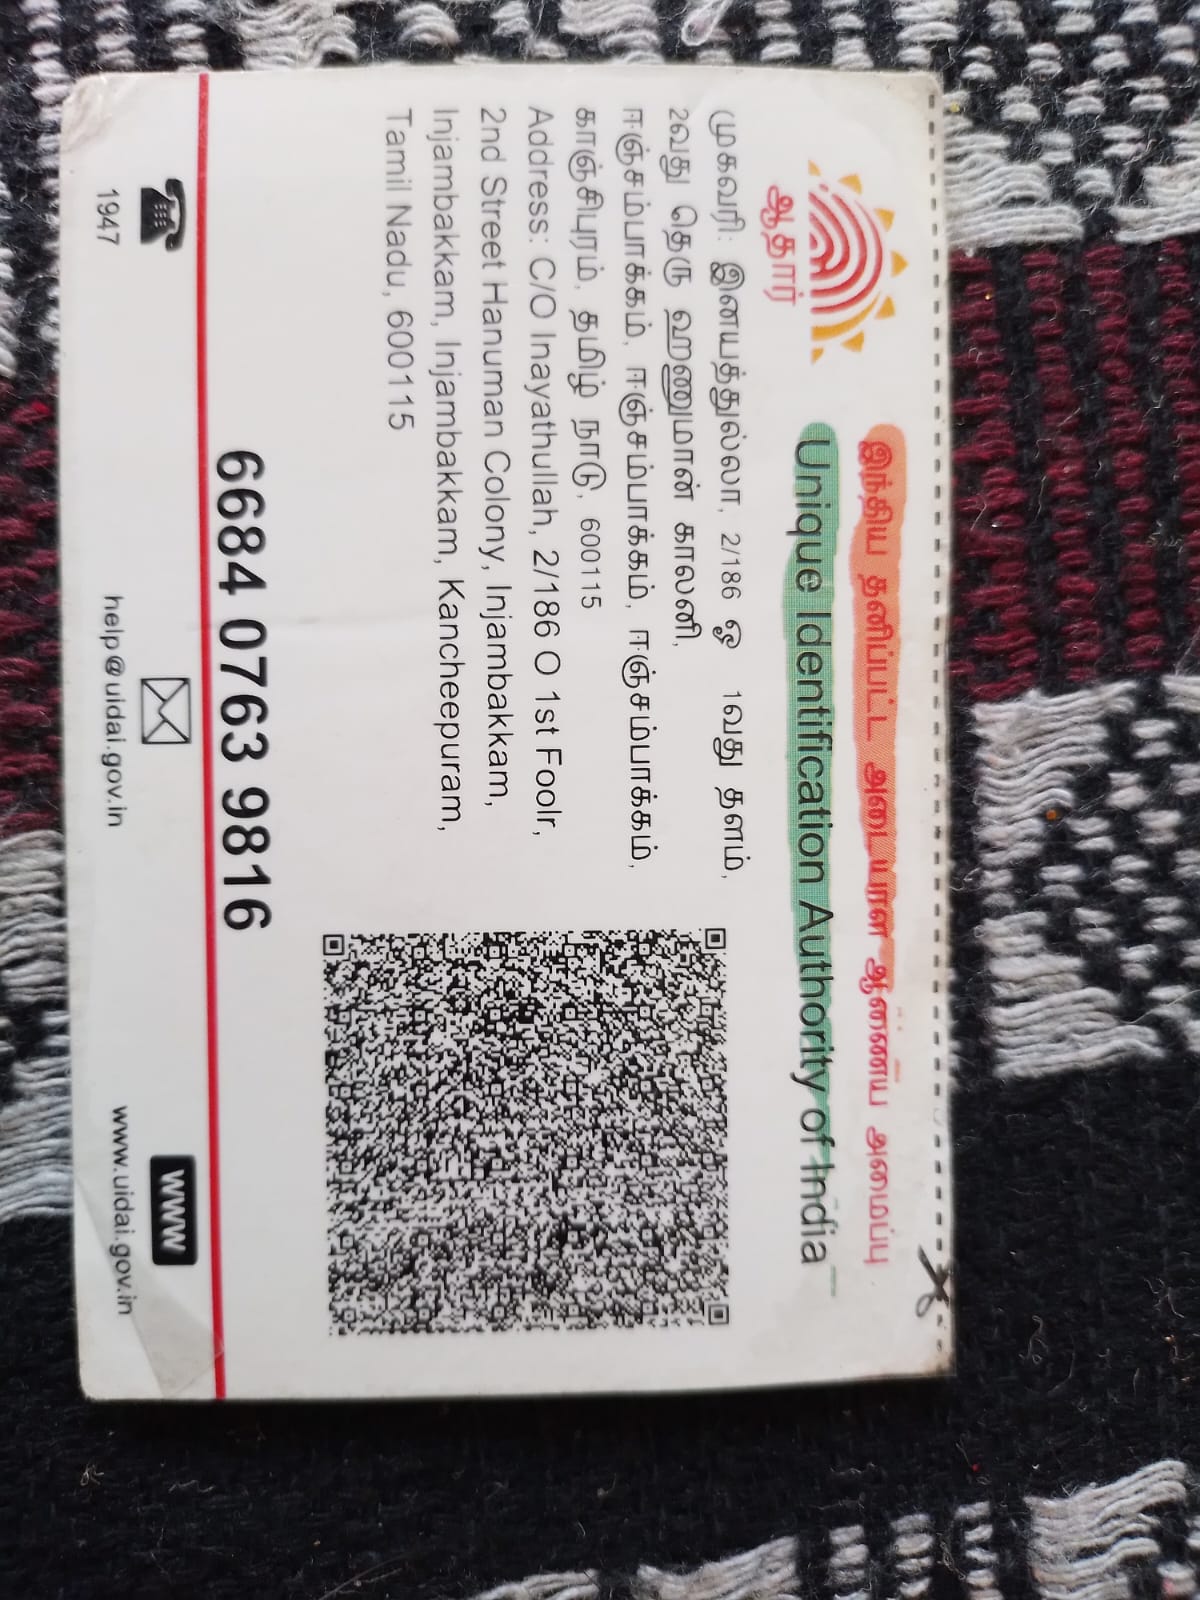 இந்திய தனிப்பட்ட அடையாள ஆணைய அமைப்பு
Unique Identification Authority of India
ஆதார்
முகவரி: இனயத்துல்லா, 2/186 ஓ 1வது தளம்,
2வது தெரு ஹனுமான் காலனி,
ஈஞ்சம்பாக்கம், ஈஞ்சம்பாக்கம், ஈஞ்சம்பாக்கம்,
காஞ்சிபுரம், தமிழ் நாடு, 600115
Address: C/O Inayathullah, 2/186 O 1st Foolr,
2nd Street Hanuman Colony, Injambakkam,
Injambakkam, Injambakkam, Kancheepuram,
Tamil Nadu, 600115
6684 0763 9816
1947
help@uidai.gov.in
www
www.uidai.gov.in